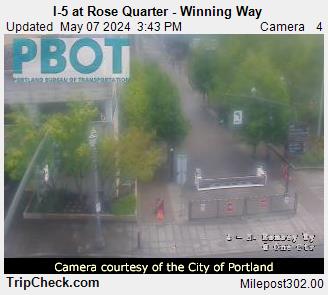 I-5 at Rose Quarter - Winning Way
Updated May 07 2024 3:43 PM Camera 4
PBOT
PORTLAND BUREAU OF TRANSPORTATION
Camera courtesy of the City of Portland
TripCheck.com Milepost302.00